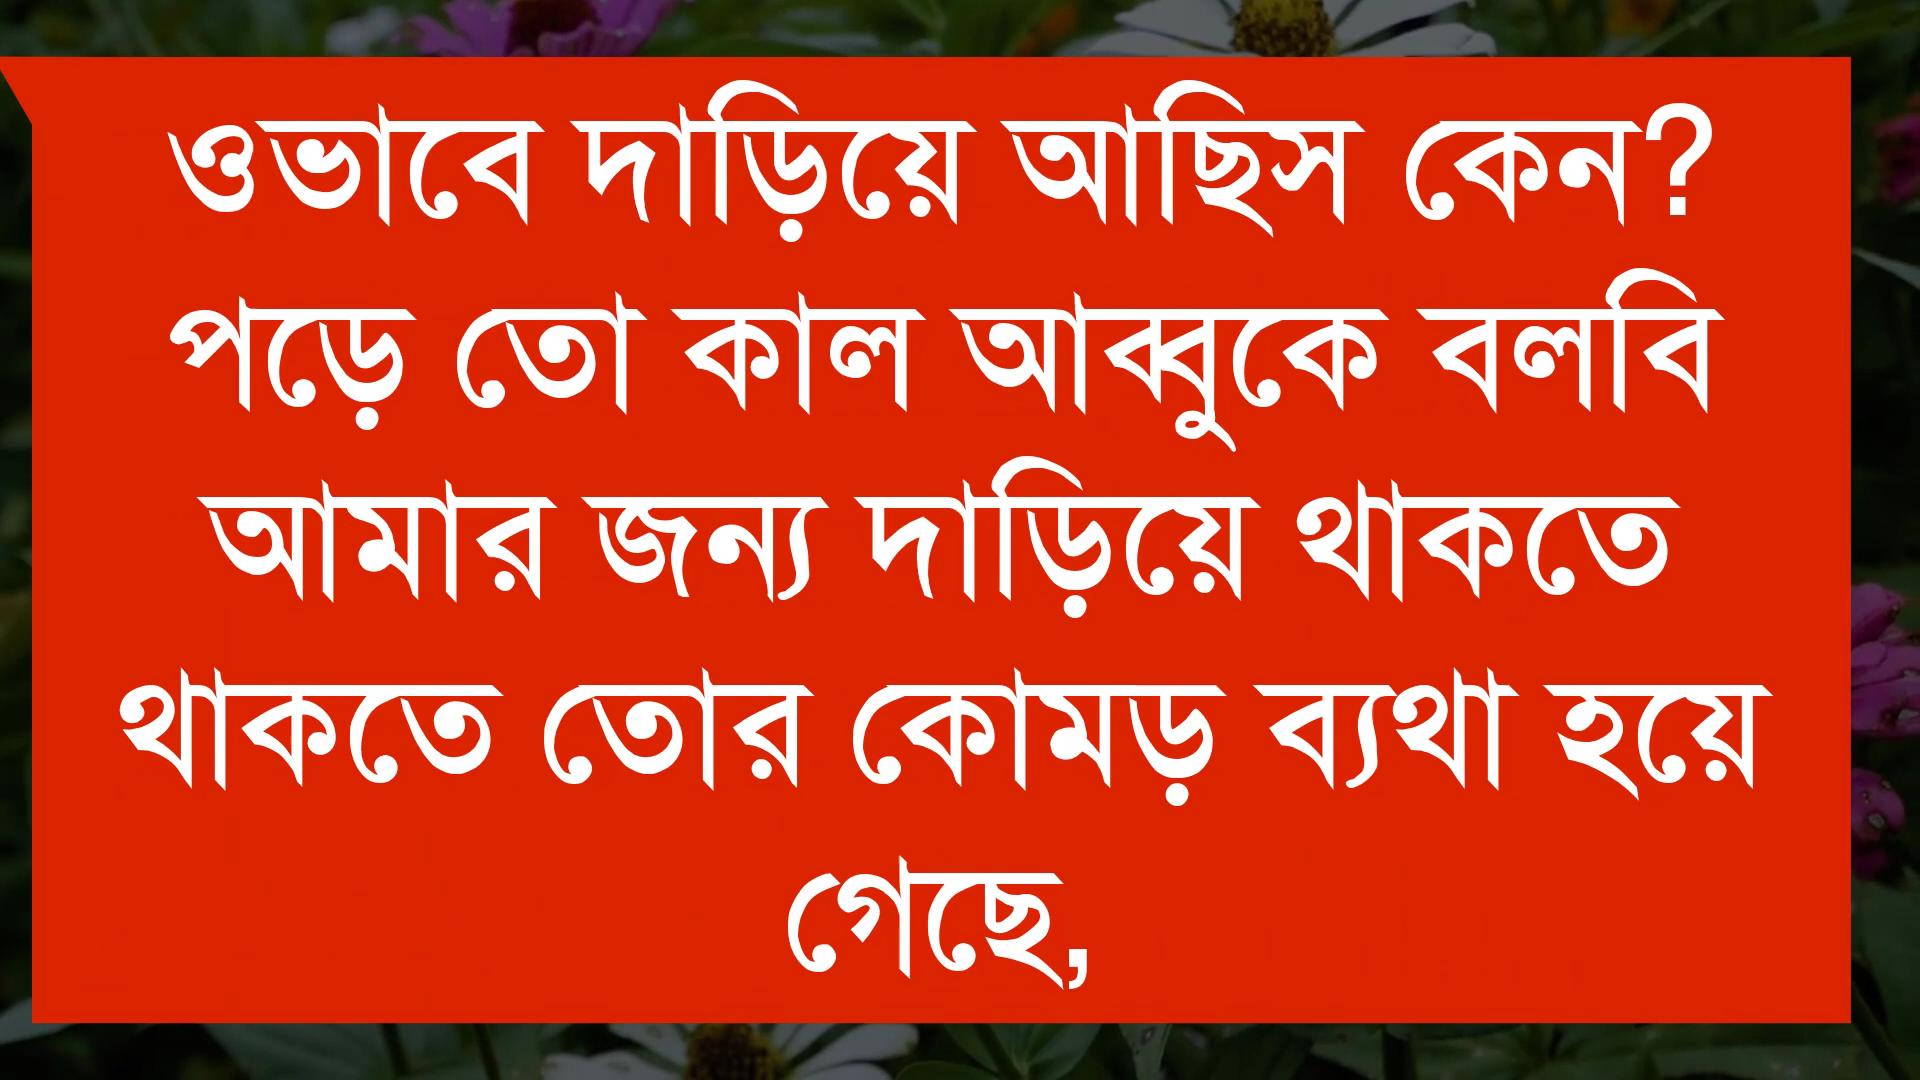 ওভাবে দাড়িয়ে আছিস কেন?
পড়ে তো কাল আব্বুকে বলবি
আমার জন্য দাড়িয়ে থাকতে
থাকতে তোর কোমড় ব্যথা হয়ে
গেছে,